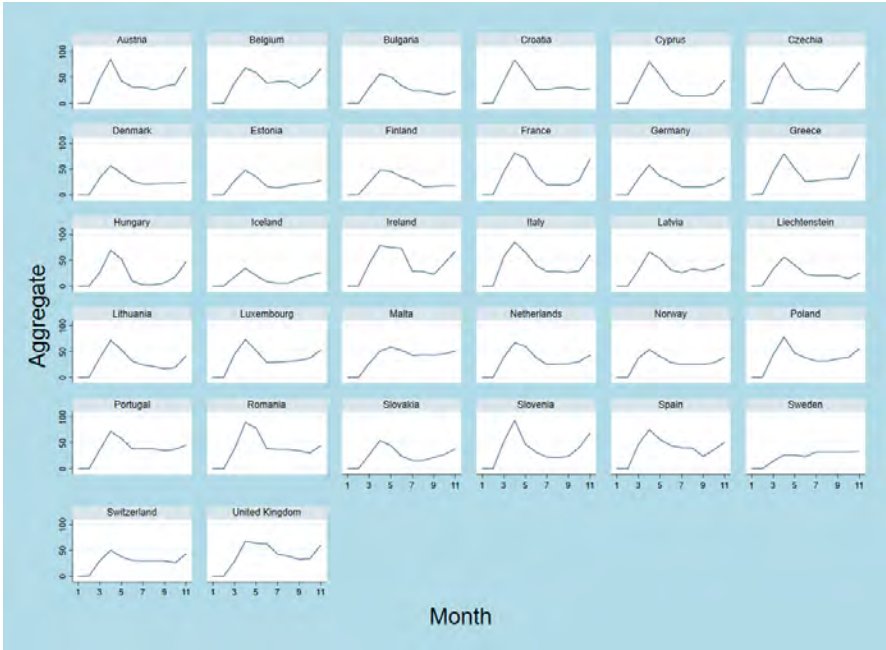 Aggregate
Austria Belgium Bulgaria Croatia Cyprus Czechia
100
50
0
Denmark Estonia Finland France Germany Greece
100
50
0
Hungary Iceland Ireland Italy Latvia Liechtenstein
100
50
0
Lithuania Luxembourg Malta Netherlands Norway Poland
100
50
0
Portugal Romania Slovakia Slovenia Spain Sweden
100
50
0
1 3 5 7 9 11 1 3 5 7 9 11 1 3 5 7 9 11 1 3 5 7 9 11
Switzerland United Kingdom
100
50
0
1 3 5 7 9 11 1 3 5 7 9 11
Month